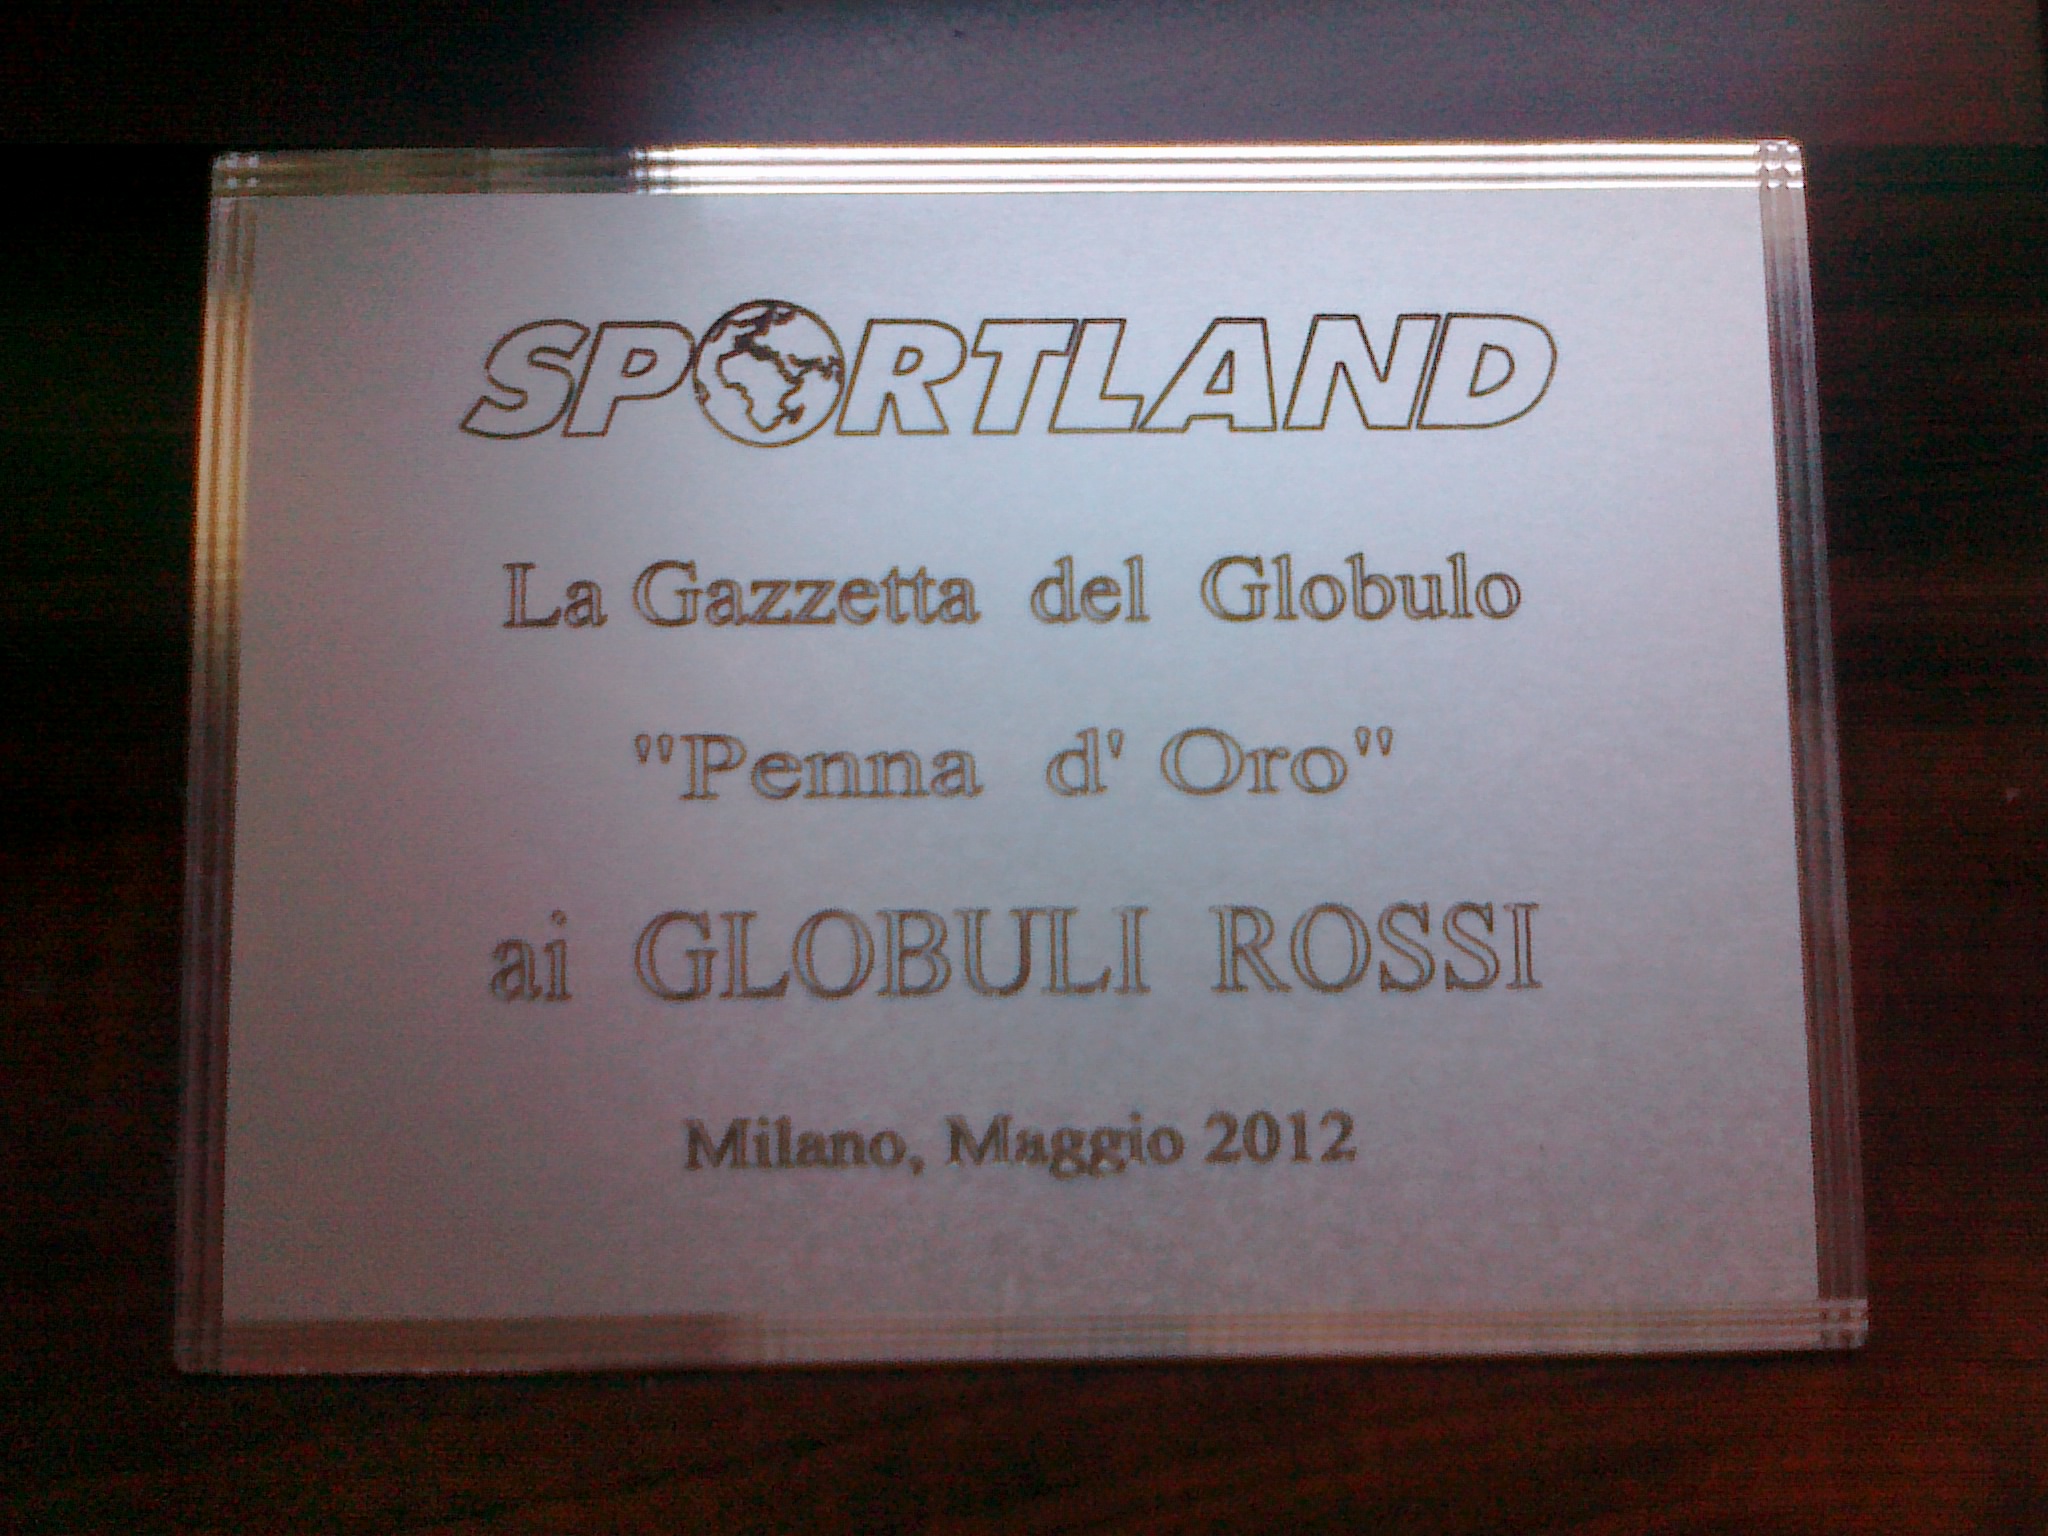 SPORTLAND
La Gazzetta del Globulo
"Penna d' Oro"
ai GLOBULI ROSSI
Milano, Maggio 2012